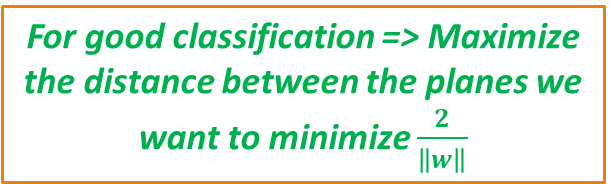 For good classification => Maximize
the distance between the planes we
want to minimize 2/‖w‖